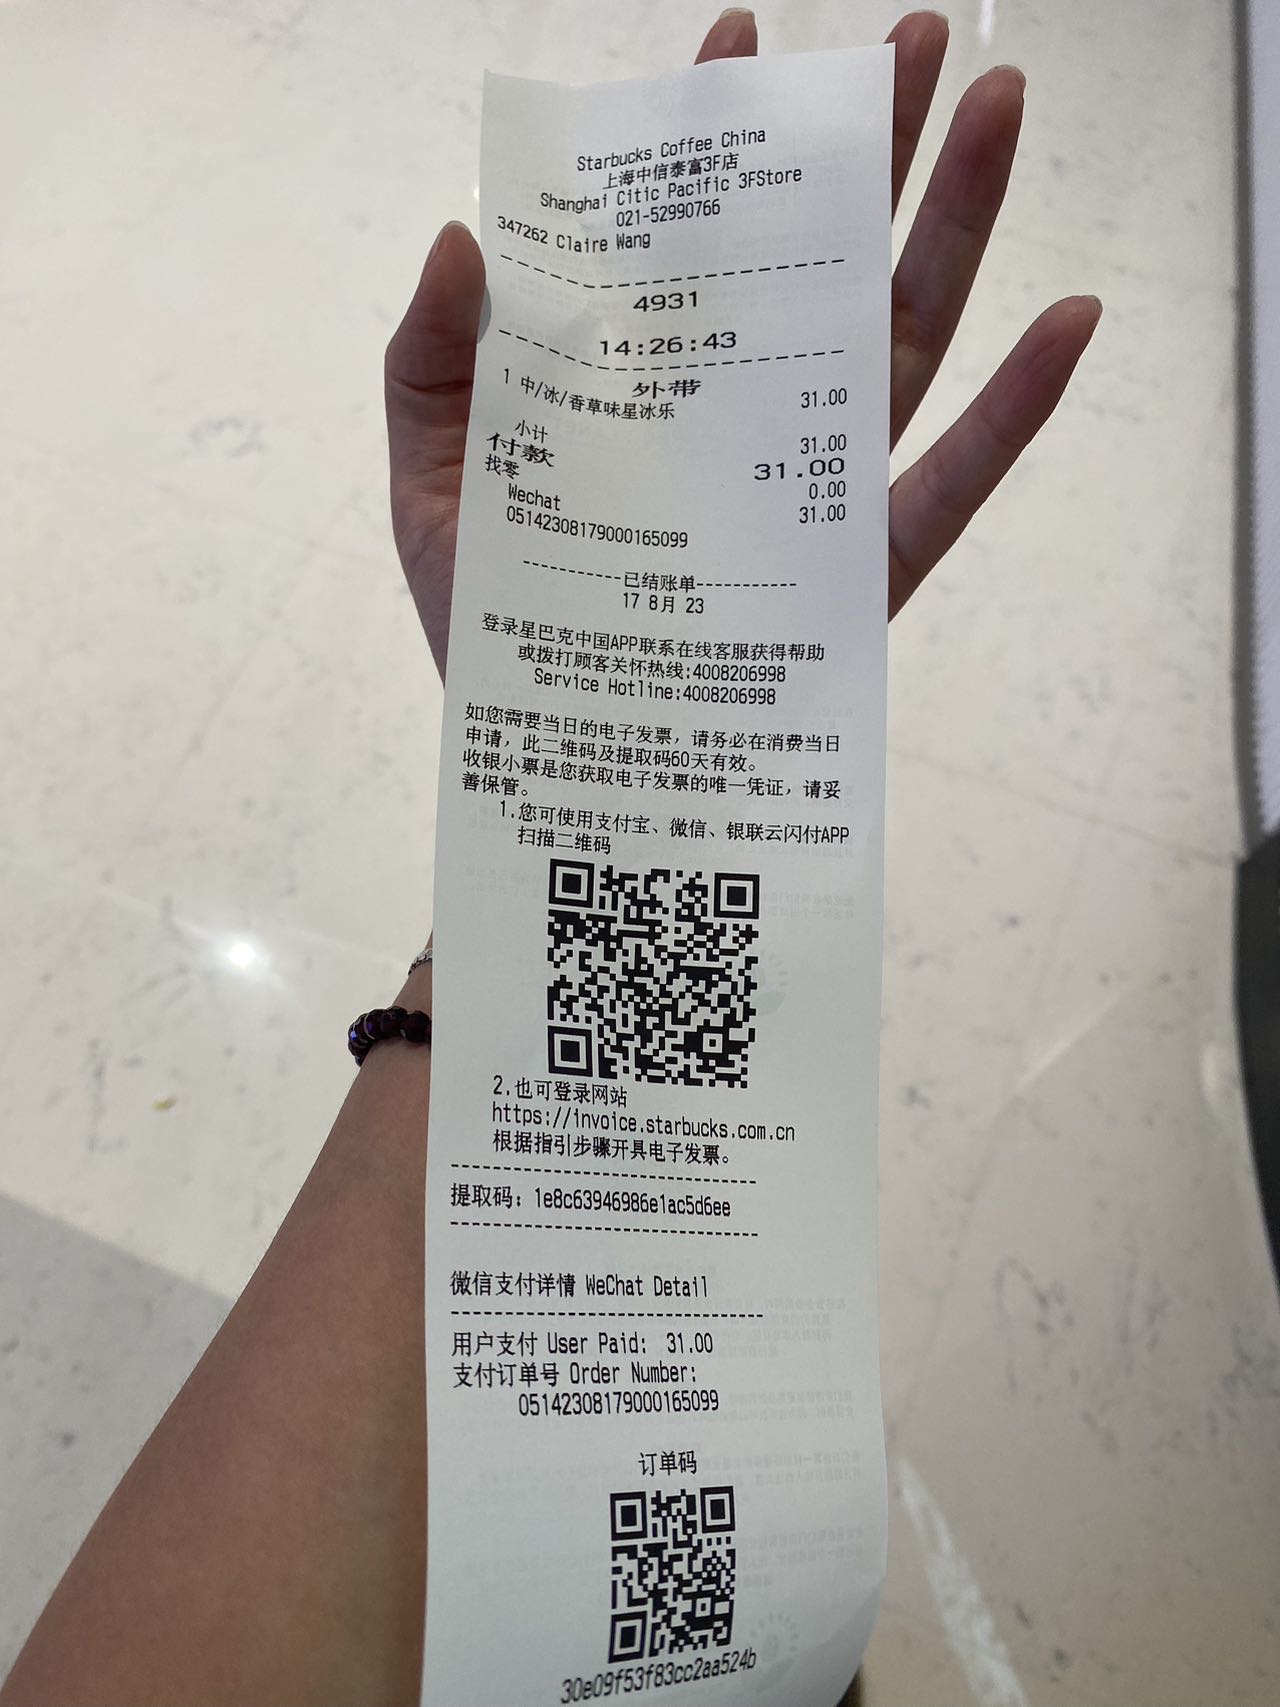 Starbucks Coffee China
上海中信泰富3F店
Shanghai Citic Pacific 3FStore
021-52990766
347262 Claire Wang
4931
14:26:43
外带
1 中/冰/香草味星冰乐 31.00
小计 31.00
付款 31.00
找零 0.00
Wechat 31.00
05142308179000165099
-----------已结账单-----------
17 8月 23
登录星巴克中国APP联系在线客服获得帮助
或拨打顾客关怀热线:4008206998
Service Hotline:4008206998
如您需要当日的电子发票，请务必在消费当日
申请，此二维码及提取码60天有效。
收银小票是您获取电子发票的唯一凭证，请妥
善保管。
1.您可使用支付宝、微信、银联云闪付APP
扫描二维码
2.也可登录网站
https://invoice.starbucks.com.cn
根据指引步骤开具电子发票。
提取码：1e8c63946986e1ac5d6ee
微信支付详情 WeChat Detail
用户支付 User Paid: 31.00
支付订单号 Order Number:
05142308179000165099
订单码
30e09f53f83cc2aa524b